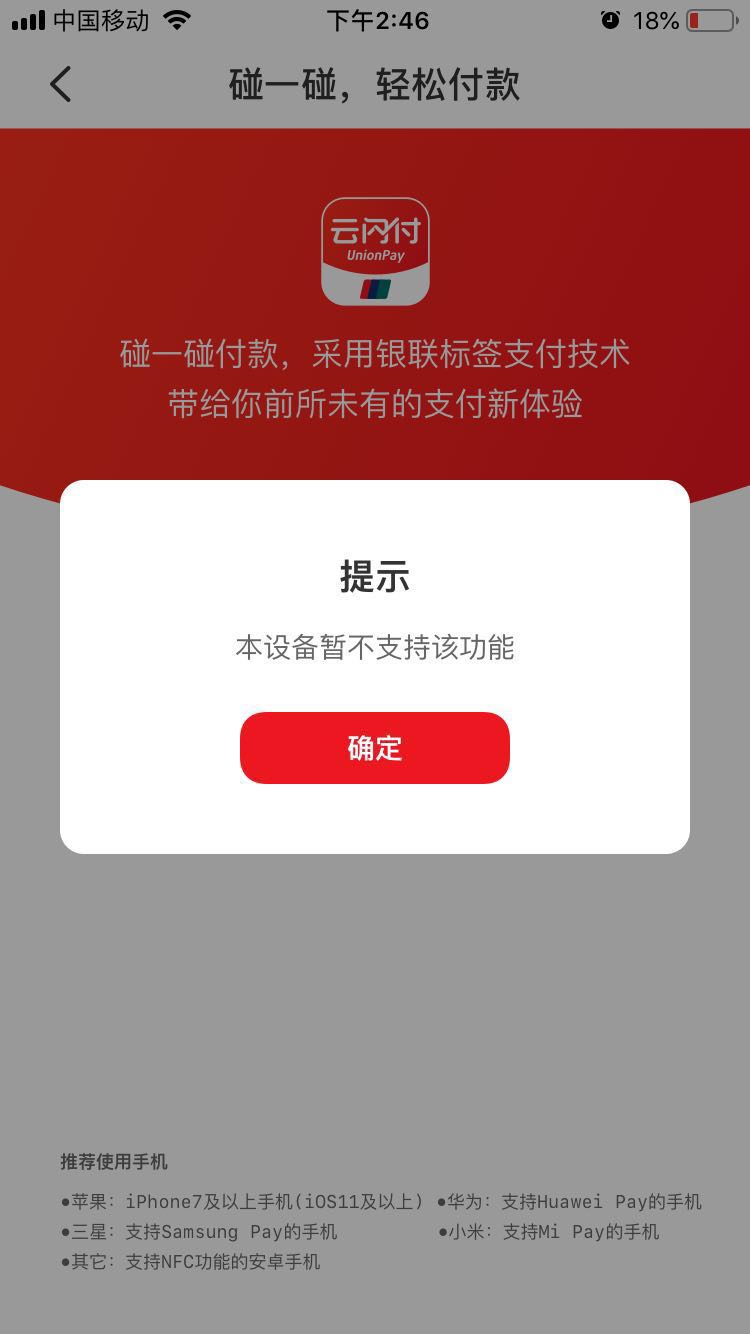 中国移动 下午2:46 18%
碰一碰，轻松付款
云闪付
UnionPay
碰一碰付款，采用银联标签支付技术
带给你前所未有的支付新体验
提示
本设备暂不支持该功能
确定
推荐使用手机
●苹果：iPhone7及以上手机(iOS11及以上) ●华为：支持Huawei Pay的手机
●三星：支持Samsung Pay的手机 ●小米：支持Mi Pay的手机
●其它：支持NFC功能的安卓手机